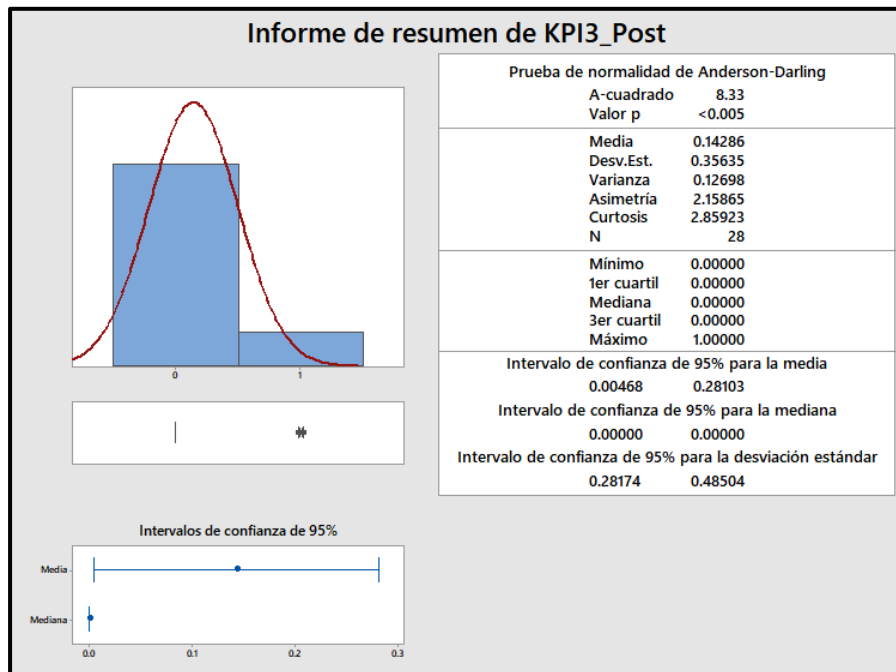 Informe de resumen de KPI3_Post
0 1
Intervalos de confianza de 95%
Media
Mediana
0.0 0.1 0.2 0.3
Prueba de normalidad de Anderson-Darling
A-cuadrado 8.33
Valor p <0.005
Media 0.14286
Desv.Est. 0.35635
Varianza 0.12698
Asimetría 2.15865
Curtosis 2.85923
N 28
Mínimo 0.00000
1er cuartil 0.00000
Mediana 0.00000
3er cuartil 0.00000
Máximo 1.00000
Intervalo de confianza de 95% para la media
0.00468 0.28103
Intervalo de confianza de 95% para la mediana
0.00000 0.00000
Intervalo de confianza de 95% para la desviación estándar
0.28174 0.48504